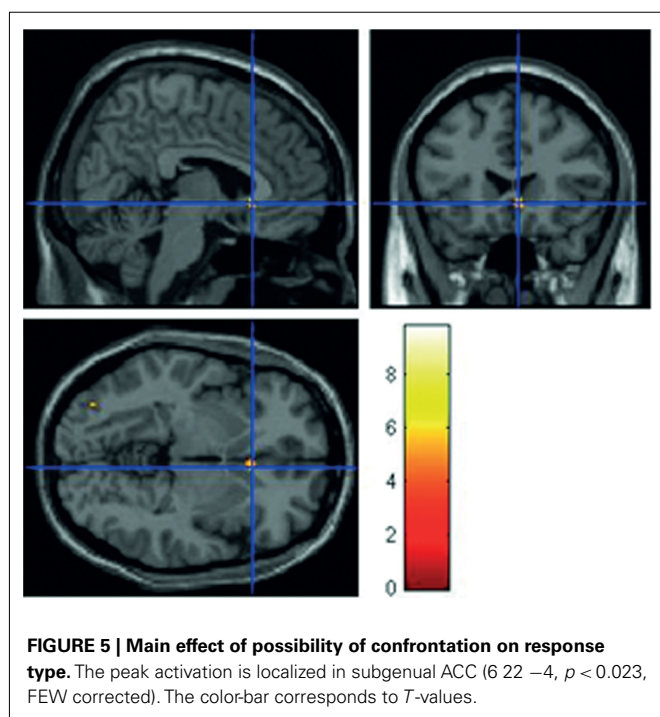 8
6
4
2
0
FIGURE 5 | Main effect of possibility of confrontation on response
type. The peak activation is localized in subgenual ACC (6 22 −4, p < 0.023,
FEW corrected). The color-bar corresponds to T-values.